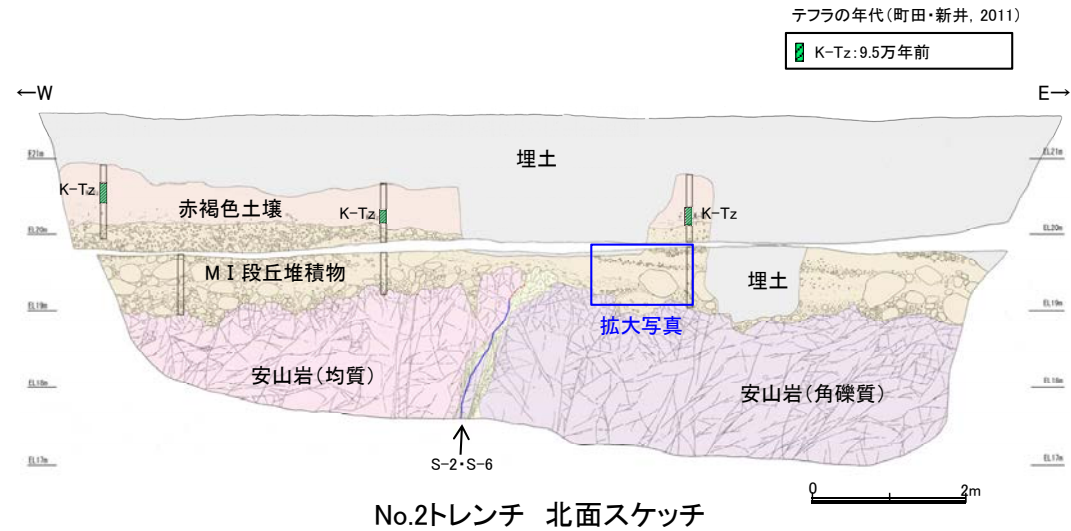 テフラの年代(町田・新井, 2011)
K-Tz:9.5万年前
←W
E→
埋土
EL21m
K-Tz
赤褐色土壌
K-Tz
K-Tz
EL20m
EL20m
MⅠ段丘堆積物
埋土
EL19m
EL19m
拡大写真
安山岩(均質)
安山岩(角礫質)
EL18m
EL18m
EL17m
EL17m
S-2・S-6
0
2m
No.2トレンチ 北面スケッチ